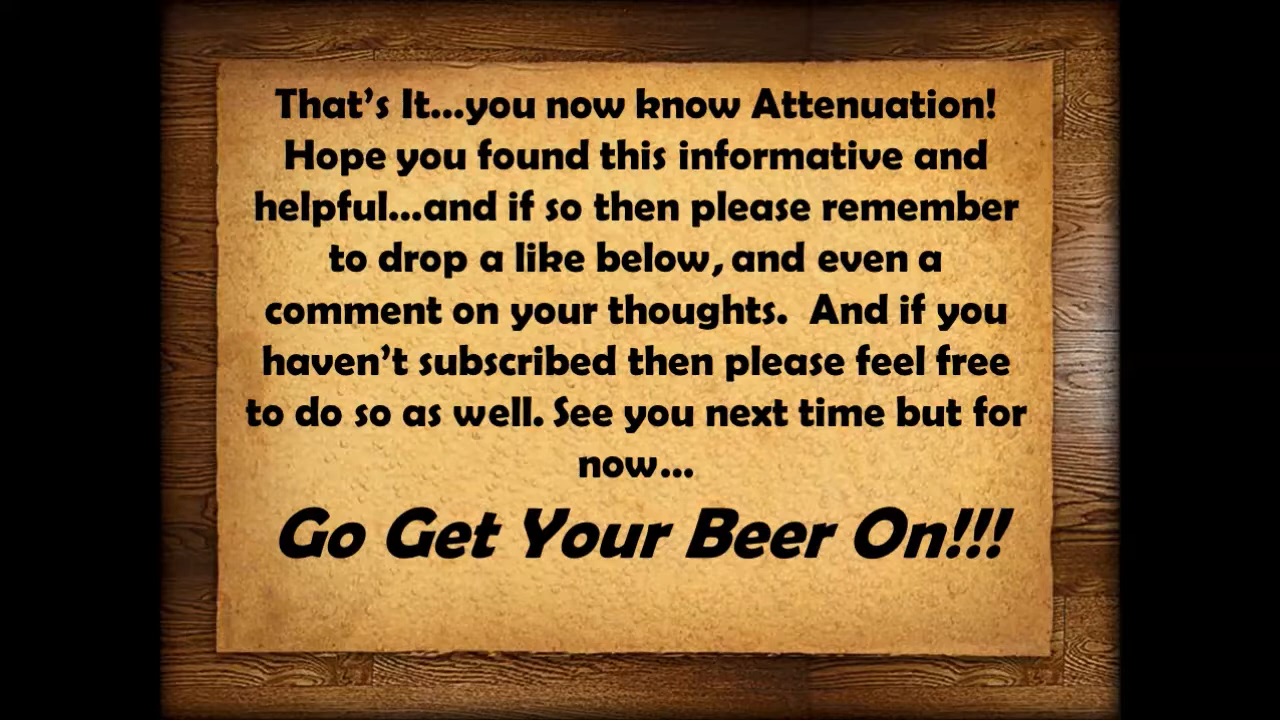 That’s It...you now know Attenuation!
Hope you found this informative and
helpful...and if so then please remember
to drop a like below, and even a
comment on your thoughts.  And if you
haven’t subscribed then please feel free
to do so as well. See you next time but for
now...
Go Get Your Beer On!!!